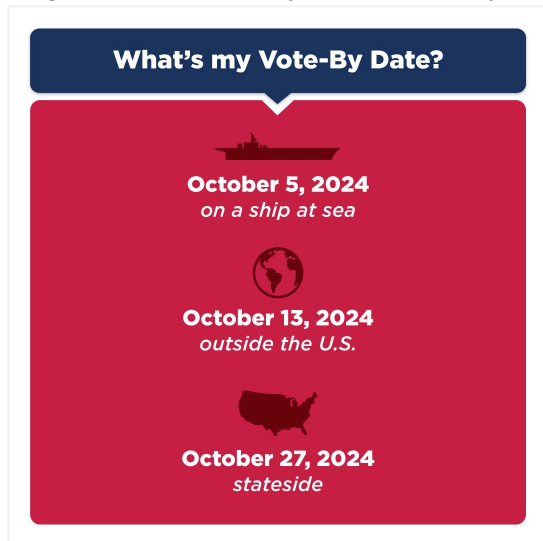 What's my Vote-By Date?
October 5, 2024
on a ship at sea
October 13, 2024
outside the U.S.
October 27, 2024
stateside